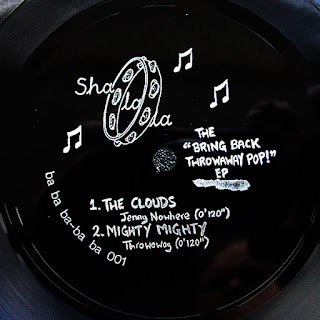 Sha
la
la
THE
"BRING BACK
THROWAWAY POP!"
EP
1. THE CLOUDS
Jenny Nowhere (0'120")
2. MIGHTY MIGHTY
Throwaway (0'120")
ba ba ba-ba ba 001